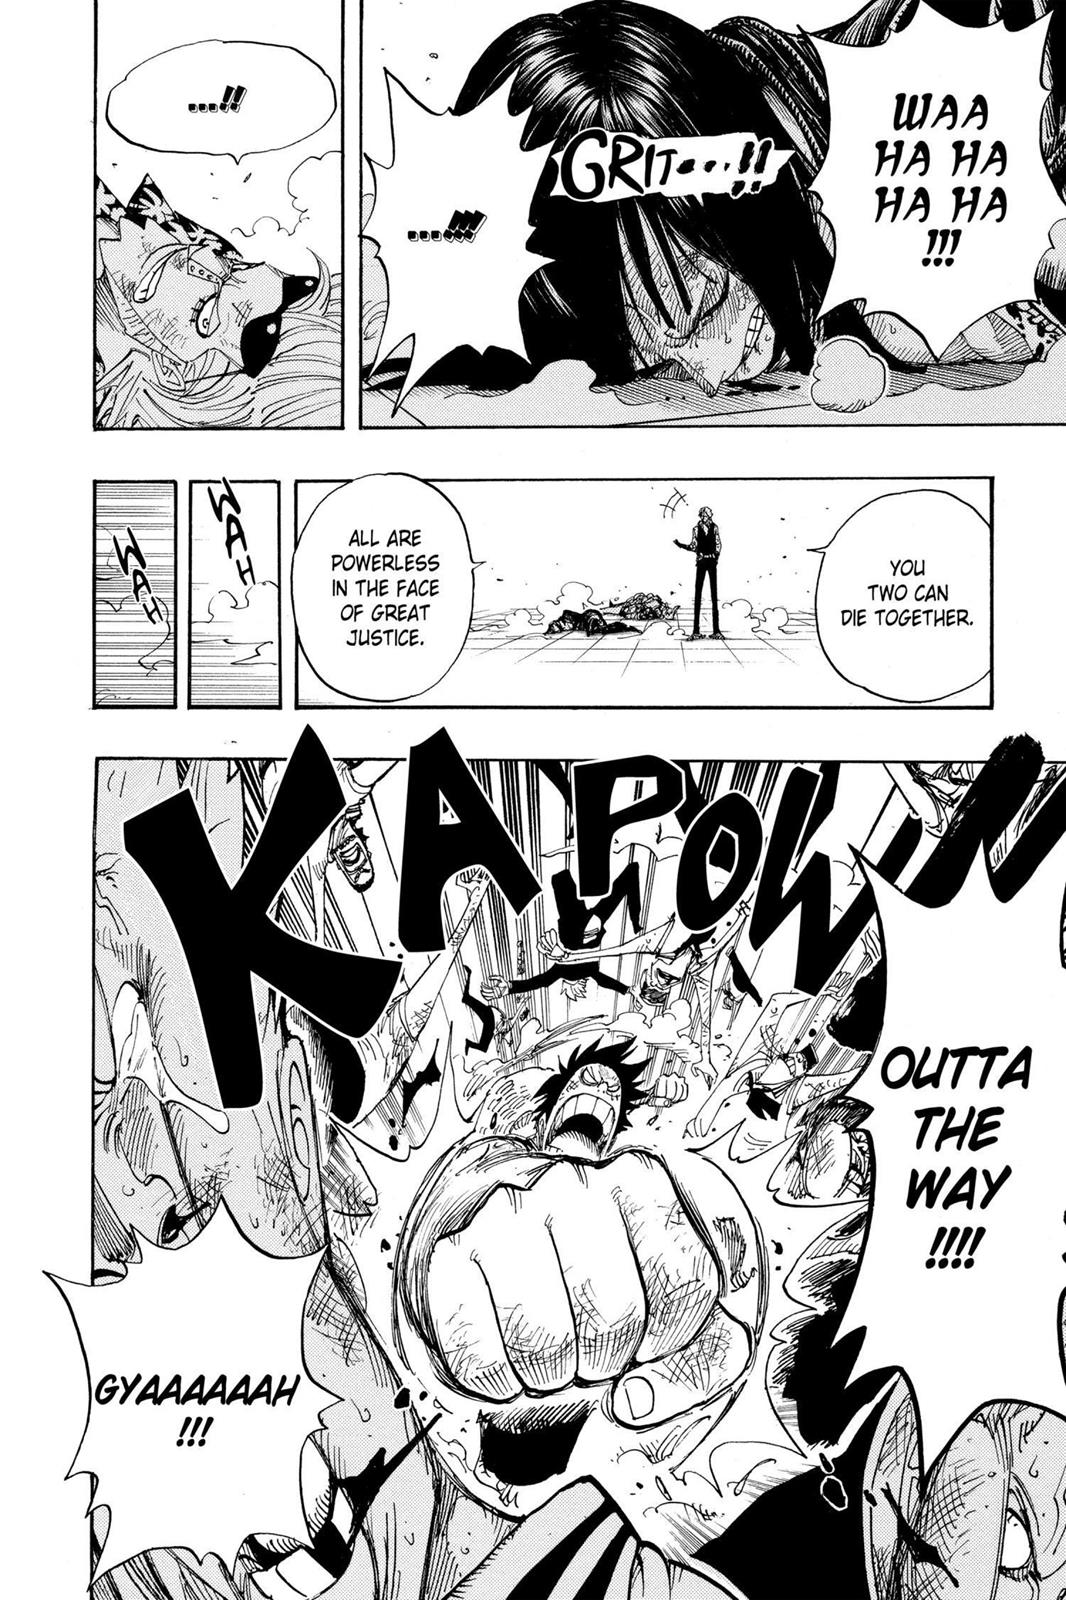 WAA
HA HA
HA HA
!!!
GRIT...!!
....!!!
....!!
YOU
TWO CAN
DIE TOGETHER.
ALL ARE
POWERLESS
IN THE FACE
OF GREAT
JUSTICE.
WAH
WAH
KAPOWN
OUTTA
THE
WAY
!!!!
GYAAAAAAH
!!!